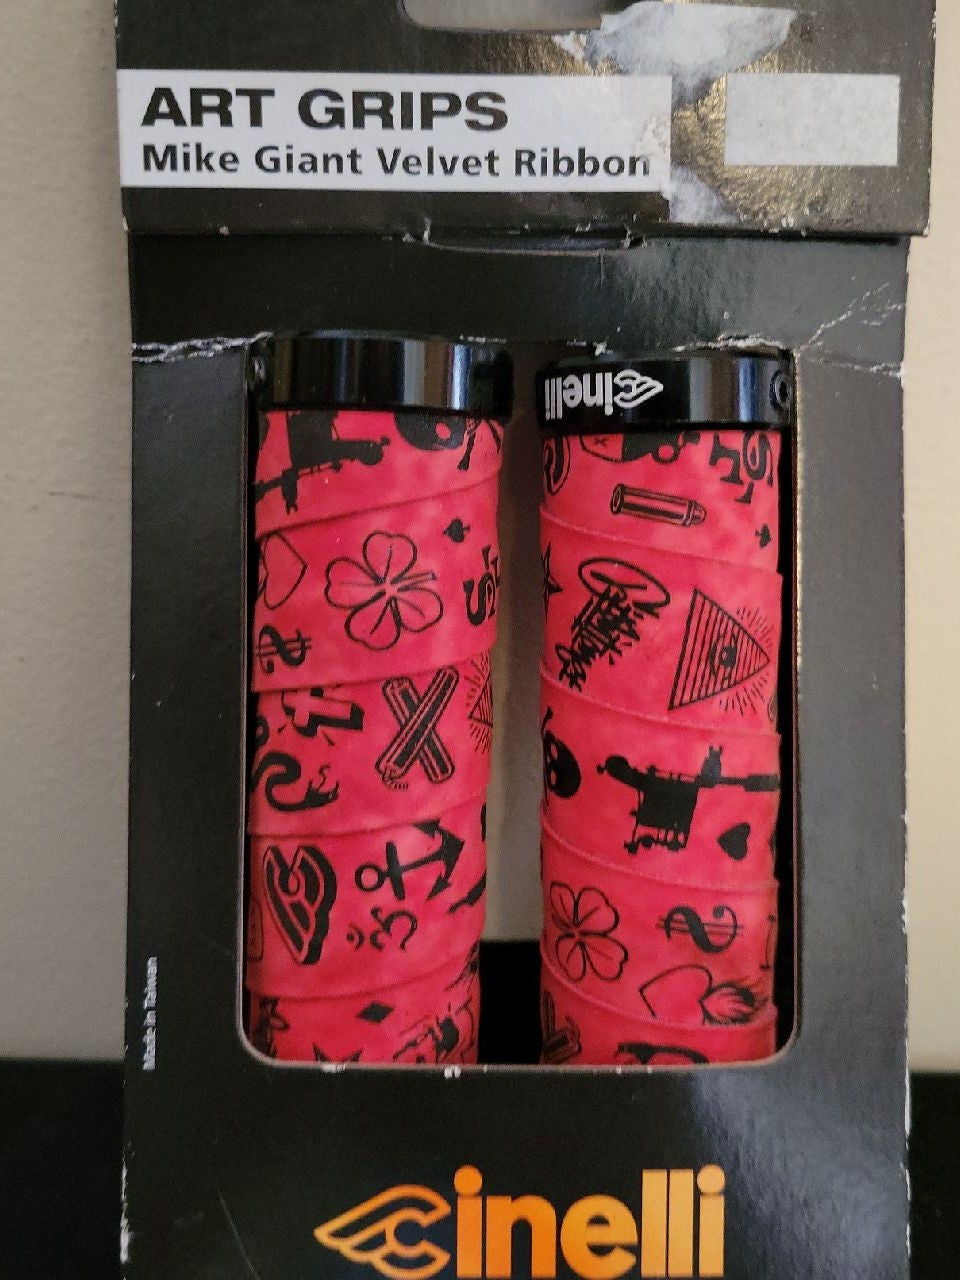 ART GRIPS
Mike Giant Velvet Ribbon
Cinelli
Made in Taiwan
Cinelli